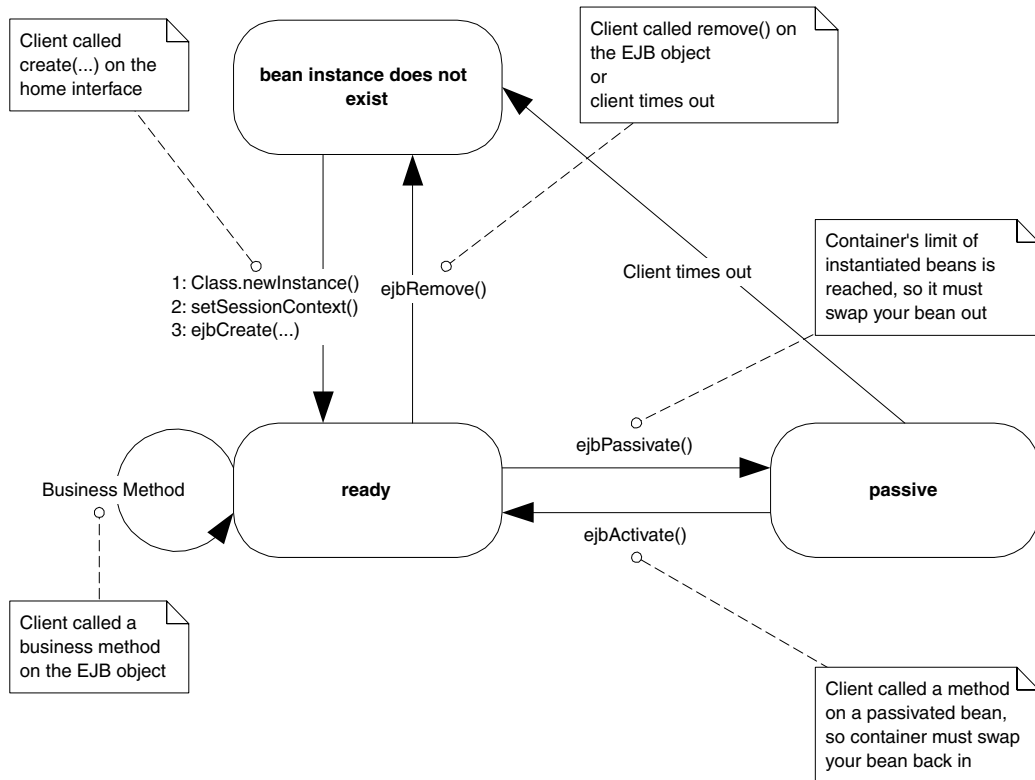 Client called
create(...) on the
home interface
bean instance does not
exist
Client called remove() on
the EJB object
or
client times out
1: Class.newInstance()
2: setSessionContext()
3: ejbCreate(...)
ejbRemove()
Client times out
Container's limit of
instantiated beans is
reached, so it must
swap your bean out
Business Method
ready
ejbPassivate()
ejbActivate()
passive
Client called a
business method
on the EJB object
Client called a method
on a passivated bean,
so container must swap
your bean back in